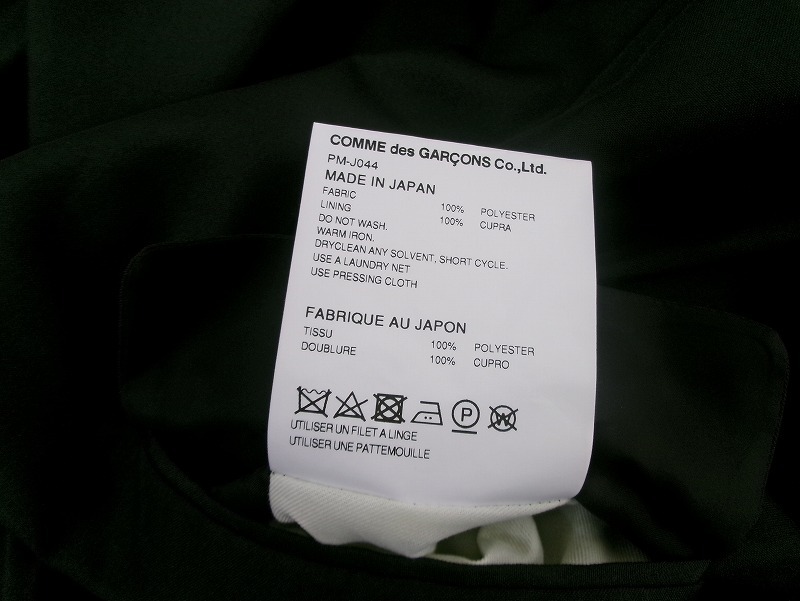 COMME des GARÇONS Co.,Ltd.
PM-J044
MADE IN JAPAN
FABRIC 100% POLYESTER
LINING 100% CUPRA
DO NOT WASH.
WARM IRON.
DRYCLEAN ANY SOLVENT, SHORT CYCLE.
USE A LAUNDRY NET
USE PRESSING CLOTH
FABRIQUE AU JAPON
TISSU 100% POLYESTER
DOUBLURE 100% CUPRO
P W
UTILISER UN FILET A LINGE
UTILISER UNE PATTEMOUILLE